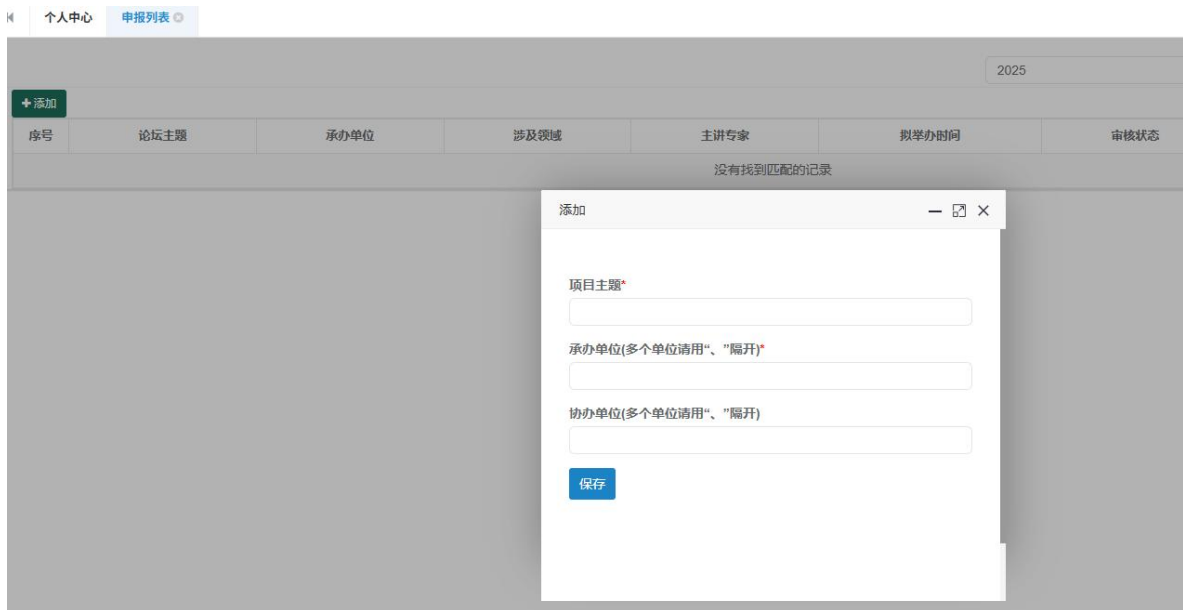 个人中心 申报列表
2025
+添加
序号 论坛主题 承办单位 涉及领域 主讲专家 拟举办时间 审核状态
没有找到匹配的记录
添加
项目主题*
承办单位(多个单位请用“、”隔开)*
协办单位(多个单位请用“、”隔开)
保存